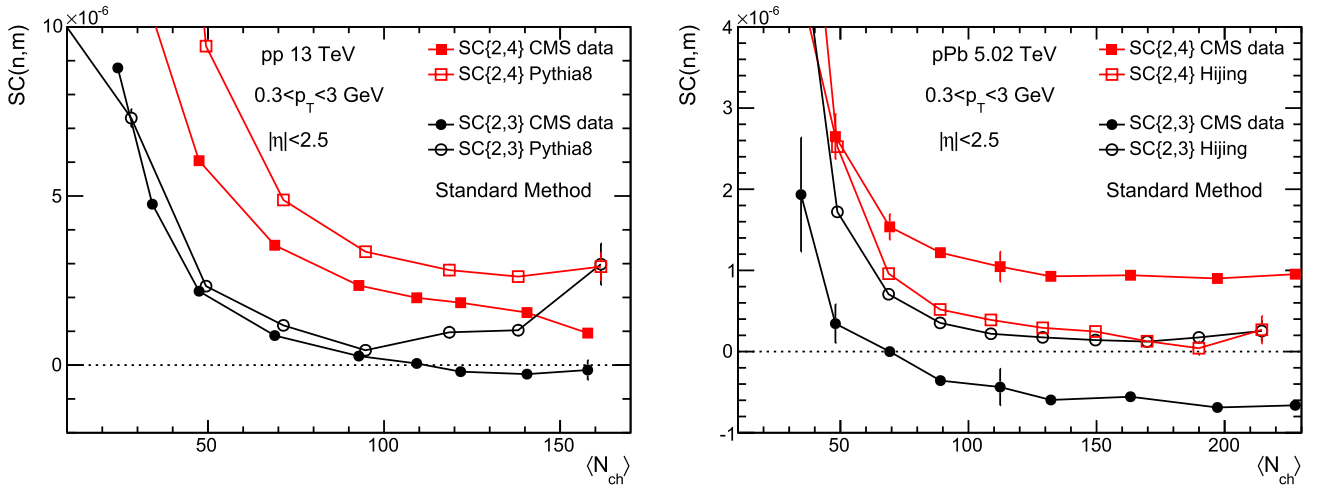 ×10⁻⁶
10
5
0
SC(n,m)
pp 13 TeV
0.3<p_T<3 GeV
|η|<2.5
SC{2,4} CMS data
SC{2,4} Pythia8
SC{2,3} CMS data
SC{2,3} Pythia8
Standard Method
50 100 150
⟨N_ch⟩
×10⁻⁶
4
3
2
1
0
-1
SC(n,m)
pPb 5.02 TeV
0.3<p_T<3 GeV
|η|<2.5
SC{2,4} CMS data
SC{2,4} Hijing
SC{2,3} CMS data
SC{2,3} Hijing
Standard Method
50 100 150 200
⟨N_ch⟩